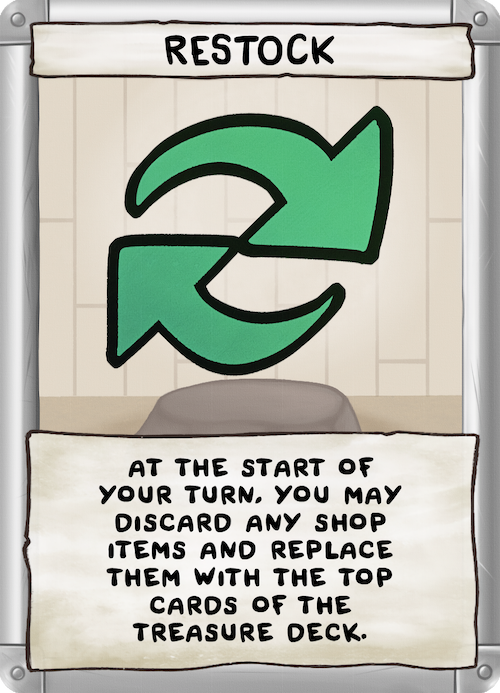 RESTOCK
AT THE START OF
YOUR TURN, YOU MAY
DISCARD ANY SHOP
ITEMS AND REPLACE
THEM WITH THE TOP
CARDS OF THE
TREASURE DECK.